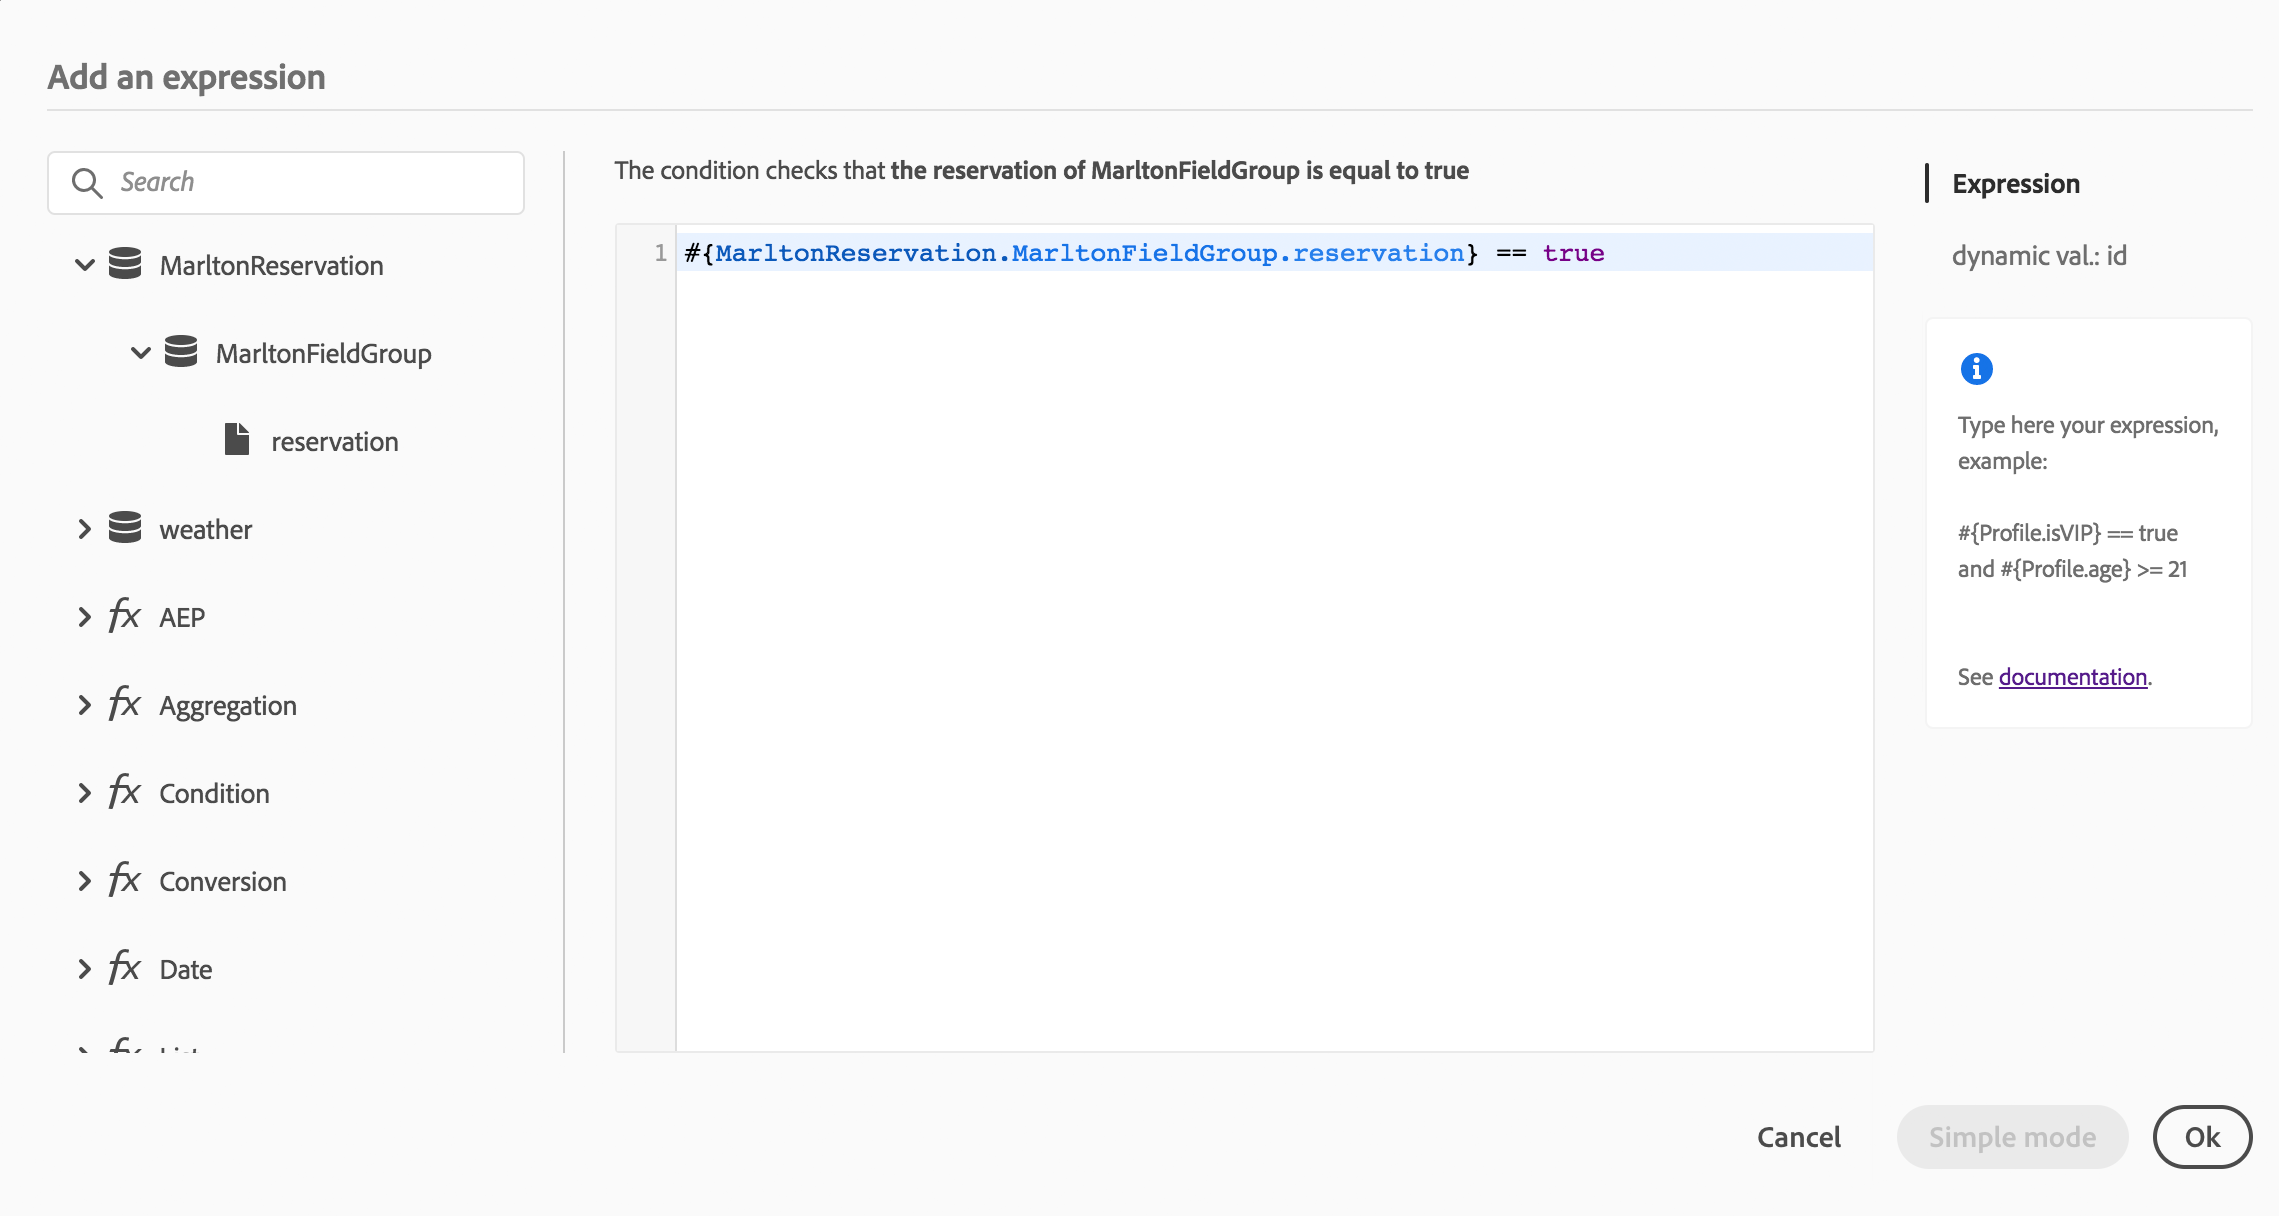 Add an expression
Search
MarltonReservation
MarltonFieldGroup
reservation
weather
fx AEP
fx Aggregation
fx Condition
fx Conversion
fx Date
The condition checks that the reservation of MarltonFieldGroup is equal to true
1 #{MarltonReservation.MarltonFieldGroup.reservation} == true
Expression
dynamic val.: id
Type here your expression,
example:
#{Profile.isVIP} == true
and #{Profile.age} >= 21
See documentation.
Cancel
Simple mode
Ok